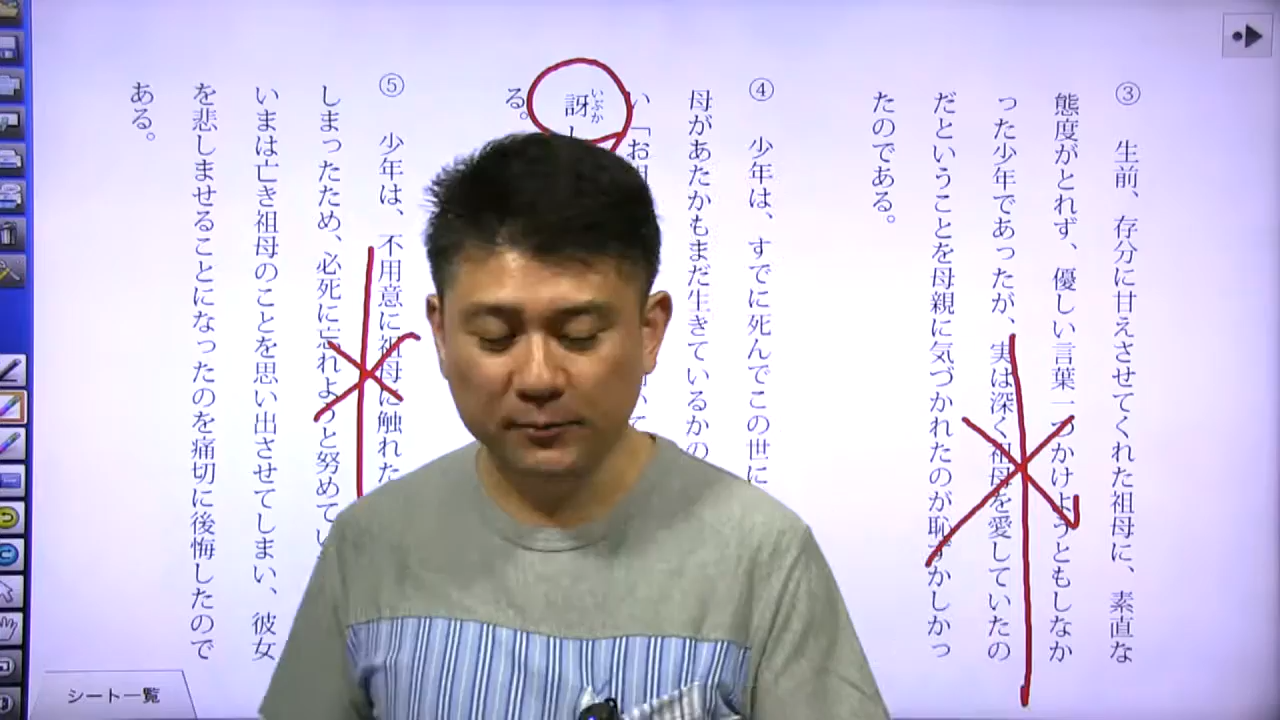 ③　生前、存分に甘えさせてくれた祖母に、素直な
態度がとれず、優しい言葉一つかけようともしなか
った少年であったが、実は深く祖母を愛していたの
だということを母親に気づかれたのが恥ずかしかっ
たのである。
④　少年は、すでに死んでこの世に
母があたかもまだ生きているかの
い「お
訝いぶか
る。
⑤　少年は、不用意に祖母に触れた
しまったため、必死に忘れようと努めてい
いまは亡き祖母のことを思い出させてしまい、彼女
を悲しませることになったのを痛切に後悔したので
ある。
シート一覧